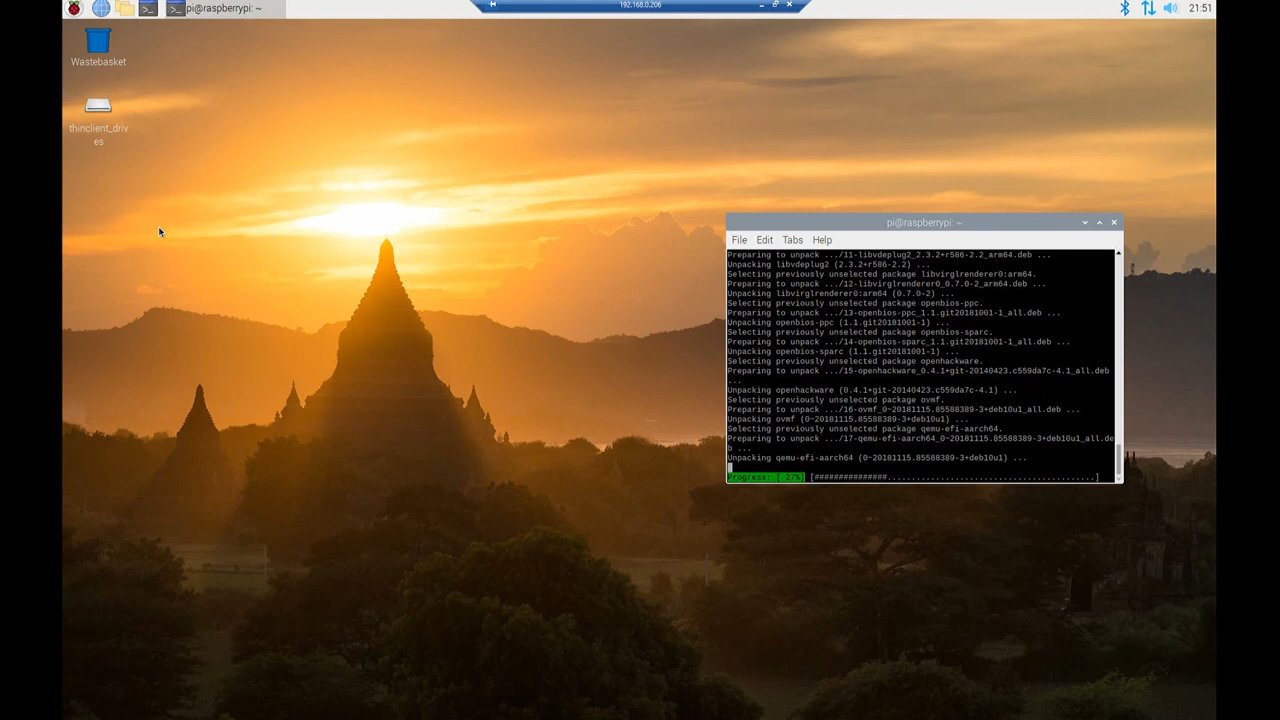 pi@raspberrypi: ~
192.168.0.206
21:51
Wastebasket
thinclient_driv
es
pi@raspberrypi: ~
File Edit Tabs Help
Preparing to unpack .../11-libvdeplug2_2.3.2+r586-2.2_arm64.deb ...
Unpacking libvdeplug2 (2.3.2+r586-2.2) ...
Selecting previously unselected package libvirglrenderer0:arm64.
Preparing to unpack .../12-libvirglrenderer0_0.7.0-2_arm64.deb ...
Unpacking libvirglrenderer0:arm64 (0.7.0-2) ...
Selecting previously unselected package openbios-ppc.
Preparing to unpack .../13-openbios-ppc_1.1.git20181001-1_all.deb ...
Unpacking openbios-ppc (1.1.git20181001-1) ...
Selecting previously unselected package openbios-sparc.
Preparing to unpack .../14-openbios-sparc_1.1.git20181001-1_all.deb ...
Unpacking openbios-sparc (1.1.git20181001-1) ...
Selecting previously unselected package openhackware.
Preparing to unpack .../15-openhackware_0.4.1+git-20140423.c559da7c-4.1_all.deb
...
Unpacking openhackware (0.4.1+git-20140423.c559da7c-4.1) ...
Selecting previously unselected package ovmf.
Preparing to unpack .../16-ovmf_0~20181115.85588389-3+deb10u1_all.deb ...
Unpacking ovmf (0~20181115.85588389-3+deb10u1) ...
Selecting previously unselected package qemu-efi-aarch64.
Preparing to unpack .../17-qemu-efi-aarch64_0~20181115.85588389-3+deb10u1_all.de
b ...
Unpacking qemu-efi-aarch64 (0~20181115.85588389-3+deb10u1) ...
Progress: [ 27%] [###############...........................................]